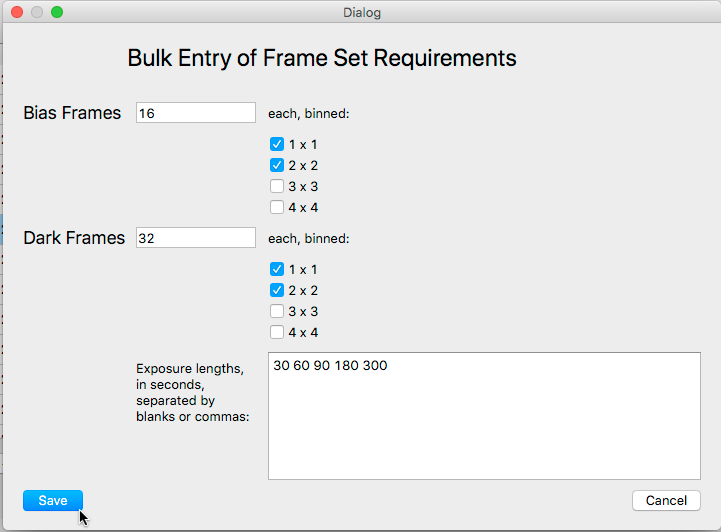 Dialog
Bulk Entry of Frame Set Requirements
Bias Frames 16 each, binned:
1 x 1
2 x 2
3 x 3
4 x 4
Dark Frames 32 each, binned:
1 x 1
2 x 2
3 x 3
4 x 4
Exposure lengths,
in seconds,
separated by
blanks or commas:
30 60 90 180 300
Save Cancel